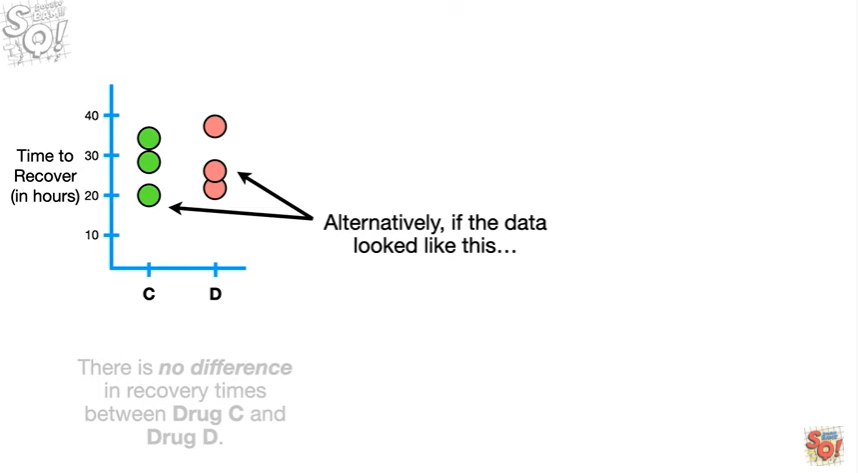 40
Time to
Recover
(in hours)
30
20
10
C
D
Alternatively, if the data
looked like this...
There is no difference
in recovery times
between Drug C and
Drug D.